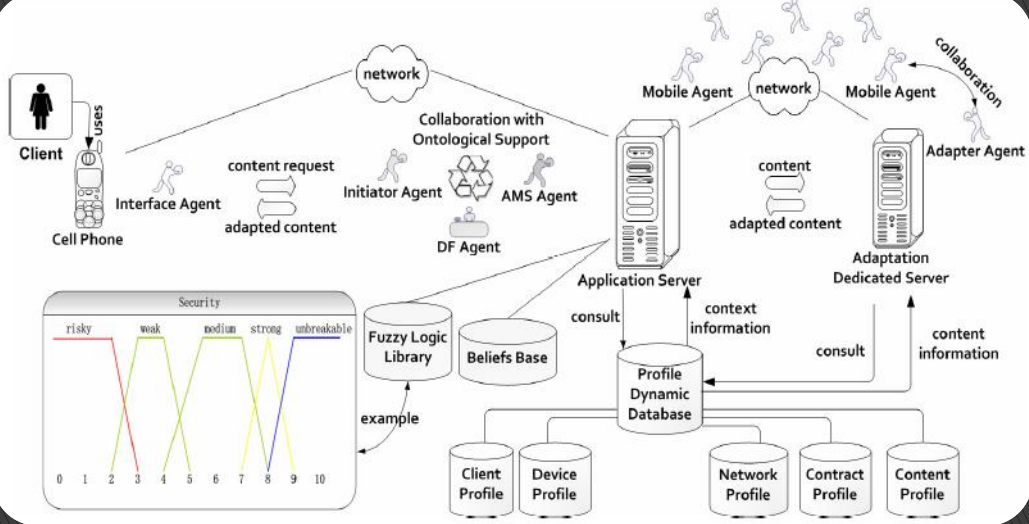 network
Client
uses
Cell Phone
Interface Agent
content request
adapted content
Collaboration with
Ontological Support
Initiator Agent
AMS Agent
DF Agent
Application Server
Mobile Agent
network
Mobile Agent
collaboration
Adapter Agent
content
adapted content
Adaptation
Dedicated Server
Security
risky weak medium strong unbreakable
0 1 2 3 4 5 6 7 8 9 10
Fuzzy Logic
Library
Beliefs Base
example
consult
context
information
Profile
Dynamic
Database
consult
content
information
Client
Profile
Device
Profile
Network
Profile
Contract
Profile
Content
Profile